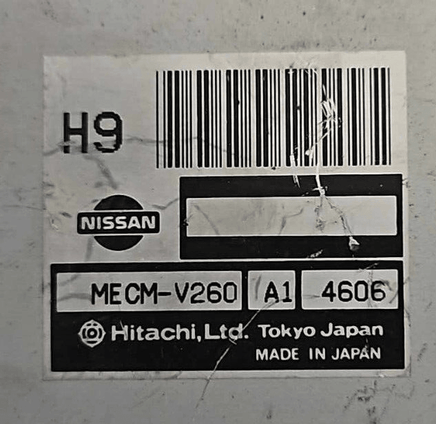 H9
NISSAN
MECM-V260 A1 4606
Hitachi, Ltd. Tokyo Japan
MADE IN JAPAN